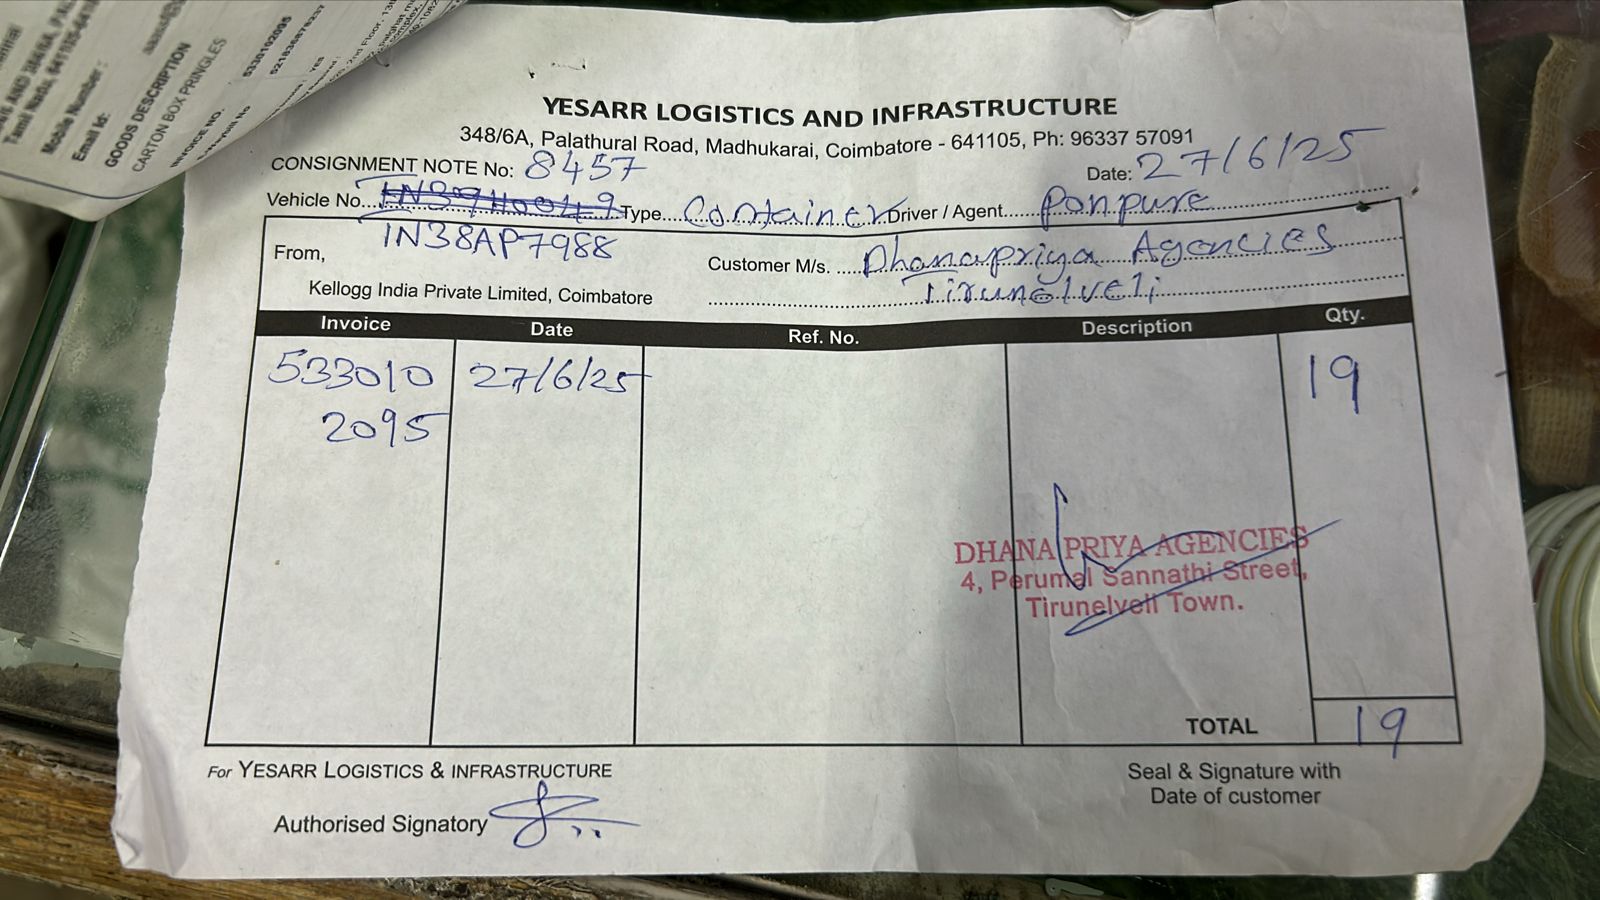 GOODS DESCRIPTION
CARTON BOX PRINGLES
Mobile Number :
Email Id:
INVOICE NO. 5330102095
YESARR LOGISTICS AND INFRASTRUCTURE
348/6A, Palathural Road, Madhukarai, Coimbatore - 641105, Ph: 96337 57091
CONSIGNMENT NOTE No: 8457 Date: 27/6/25
Vehicle No. Type Container Driver / Agent Ponpure
TN38AP7988
From,
Customer M/s. Dhanapriya Agencies
Kellogg India Private Limited, Coimbatore
Tirunelveli
Invoice Date Ref. No. Description Qty.
533010 27/6/25 19
2095
DHANA PRIYA AGENCIES
4, Perumal Sannathi Street,
Tirunelveli Town.
TOTAL 19
For YESARR LOGISTICS & INFRASTRUCTURE
Seal & Signature with
Date of customer
Authorised Signatory